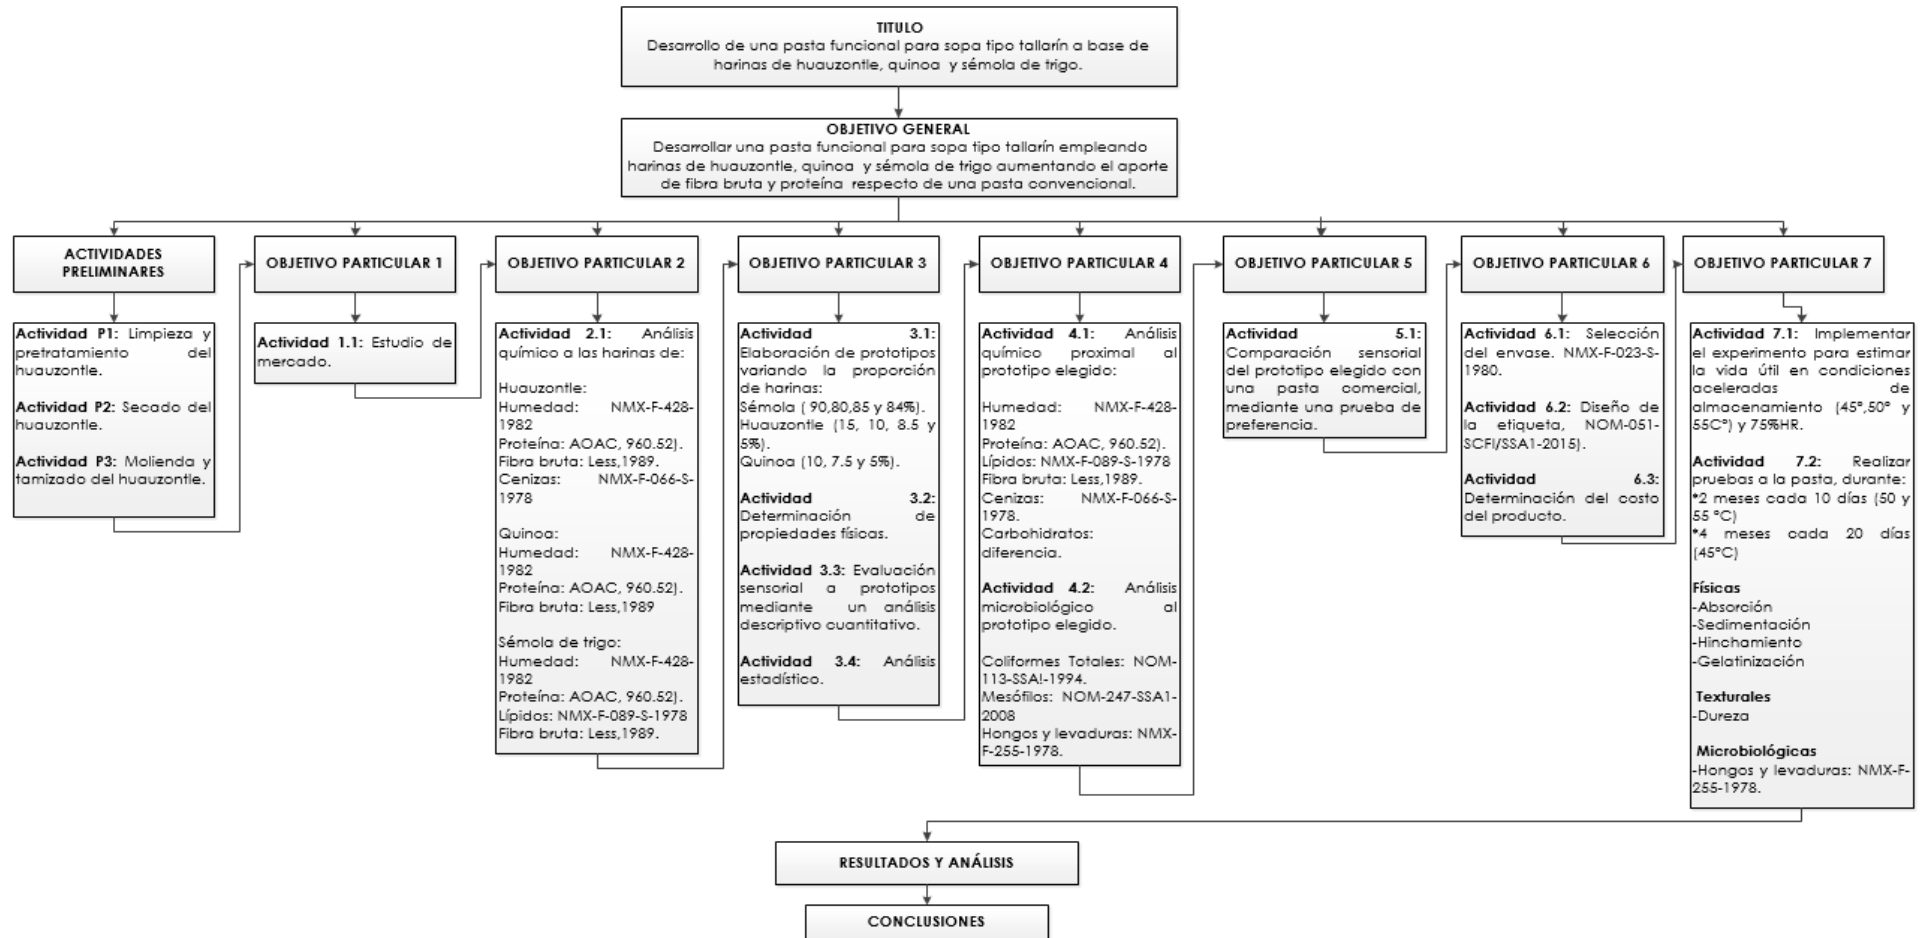 TITULO
Desarrollo de una pasta funcional para sopa tipo tallarín a base de
harinas de huauzontle, quinoa y sémola de trigo.
OBJETIVO GENERAL
Desarrollar una pasta funcional para sopa tipo tallarín empleando
harinas de huauzontle, quinoa y sémola de trigo aumentando el aporte
de fibra bruta y proteína respecto de una pasta convencional.
ACTIVIDADES
PRELIMINARES
Actividad P1: Limpieza y
pretratamiento del
huauzontle.
Actividad P2: Secado del
huauzontle.
Actividad P3: Molienda y
tamizado del huauzontle.
OBJETIVO PARTICULAR 1
Actividad 1.1: Estudio de
mercado.
OBJETIVO PARTICULAR 2
Actividad 2.1: Análisis
químico a las harinas de:
Huauzontle:
Humedad: NMX-F-428-
1982
Proteína: AOAC, 960.52).
Fibra bruta: Less,1989.
Cenizas: NMX-F-066-S-
1978
Quinoa:
Humedad: NMX-F-428-
1982
Proteína: AOAC, 960.52).
Fibra bruta: Less,1989
Sémola de trigo:
Humedad: NMX-F-428-
1982
Proteína: AOAC, 960.52).
Lípidos: NMX-F-089-S-1978
Fibra bruta: Less,1989.
OBJETIVO PARTICULAR 3
Actividad 3.1:
Elaboración de prototipos
variando la proporción
de harinas:
Sémola ( 90,80,85 y 84%).
Huauzontle (15, 10, 8.5 y
5%).
Quinoa (10, 7.5 y 5%).
Actividad 3.2:
Determinación de
propiedades físicas.
Actividad 3.3: Evaluación
sensorial a prototipos
mediante un análisis
descriptivo cuantitativo.
Actividad 3.4: Análisis
estadístico.
OBJETIVO PARTICULAR 4
Actividad 4.1: Análisis
químico proximal al
prototipo elegido:
Humedad: NMX-F-428-
1982
Proteína: AOAC, 960.52).
Lípidos: NMX-F-089-S-1978
Fibra bruta: Less,1989.
Cenizas: NMX-F-066-S-
1978.
Carbohidratos:
diferencia.
Actividad 4.2: Análisis
microbiológico al
prototipo elegido.
Coliformes Totales: NOM-
113-SSA!-1994.
Mesófilos: NOM-247-SSA1-
2008
Hongos y levaduras: NMX-
F-255-1978.
OBJETIVO PARTICULAR 5
Actividad 5.1:
Comparación sensorial
del prototipo elegido con
una pasta comercial,
mediante una prueba de
preferencia.
OBJETIVO PARTICULAR 6
Actividad 6.1: Selección
del envase. NMX-F-023-S-
1980.
Actividad 6.2: Diseño de
la etiqueta, NOM-051-
SCFI/SSA1-2015).
Actividad 6.3:
Determinación del costo
del producto.
OBJETIVO PARTICULAR 7
Actividad 7.1: Implementar
el experimento para estimar
la vida útil en condiciones
aceleradas de
almacenamiento (45°,50° y
55C°) y 75%HR.
Actividad 7.2: Realizar
pruebas a la pasta, durante:
*2 meses cada 10 días (50 y
55 °C)
*4 meses cada 20 días
(45°C)
Físicas
-Absorción
-Sedimentación
-Hinchamiento
-Gelatinización
Texturales
-Dureza
Microbiológicas
-Hongos y levaduras: NMX-F-
255-1978.
RESULTADOS Y ANÁLISIS
CONCLUSIONES